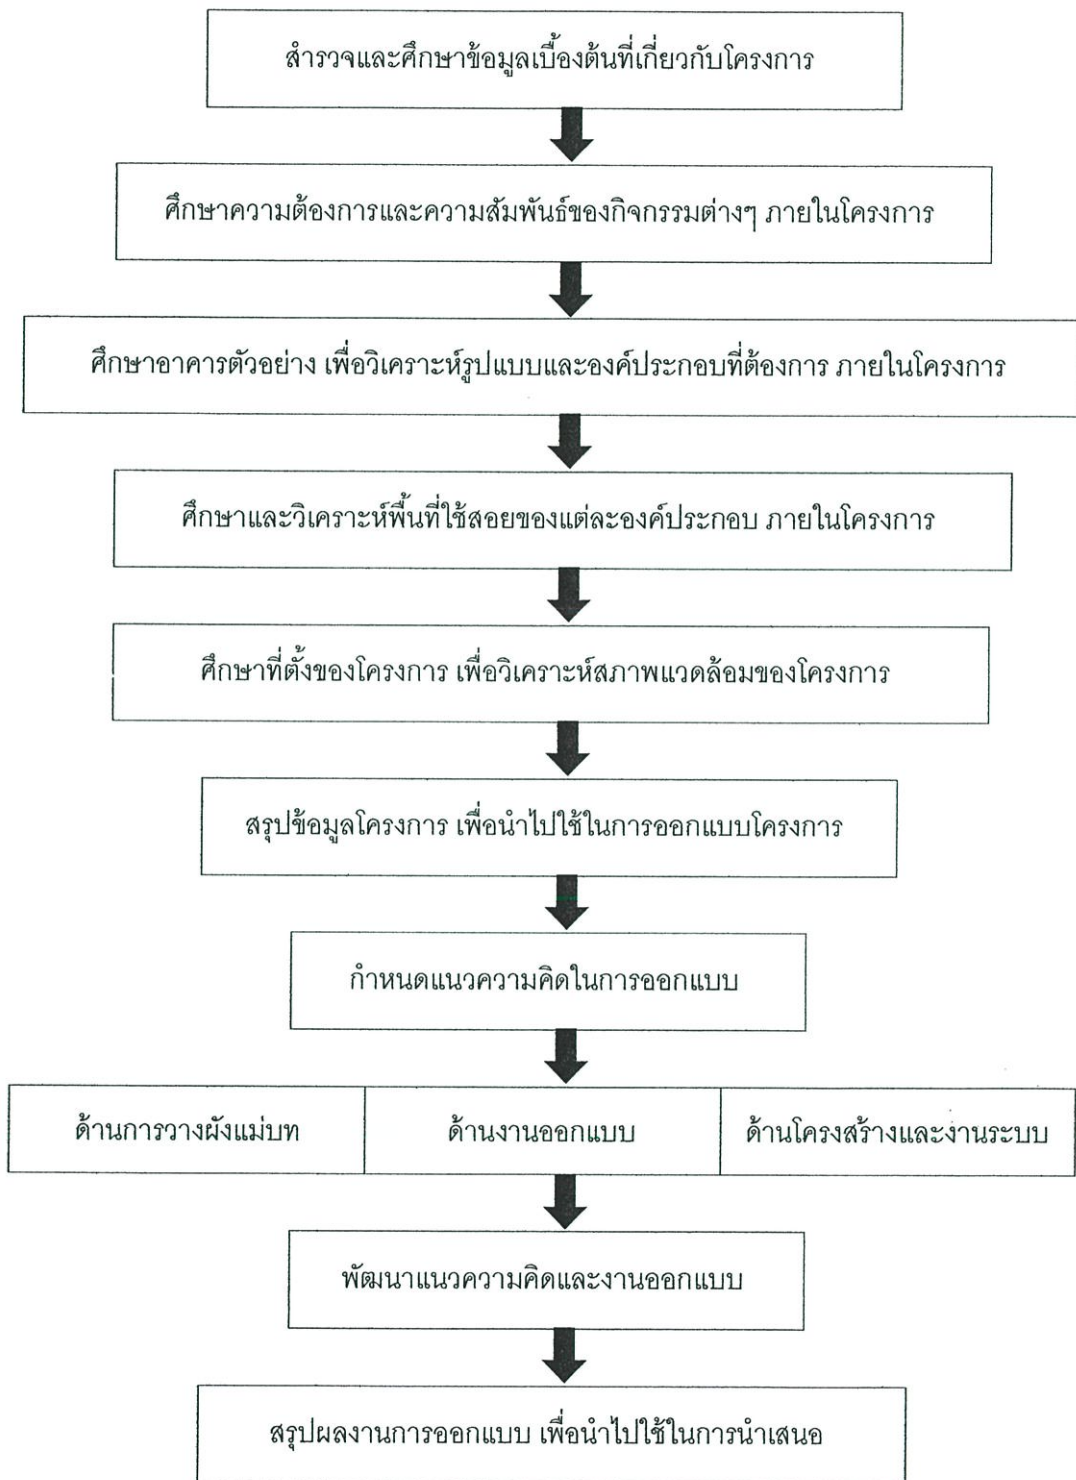 สำรวจและศึกษาข้อมูลเบื้องต้นที่เกี่ยวกับโครงการ
ศึกษาความต้องการและความสัมพันธ์ของกิจกรรมต่างๆ ภายในโครงการ
ศึกษาอาคารตัวอย่าง เพื่อวิเคราะห์รูปแบบและองค์ประกอบที่ต้องการ ภายในโครงการ
ศึกษาและวิเคราะห์พื้นที่ใช้สอยของแต่ละองค์ประกอบ ภายในโครงการ
ศึกษาที่ตั้งของโครงการ เพื่อวิเคราะห์สภาพแวดล้อมของโครงการ
สรุปข้อมูลโครงการ เพื่อนำไปใช้ในการออกแบบโครงการ
กำหนดแนวความคิดในการออกแบบ
ด้านการวางผังแม่บท
ด้านงานออกแบบ
ด้านโครงสร้างและงานระบบ
พัฒนาแนวความคิดและงานออกแบบ
สรุปผลงานการออกแบบ เพื่อนำไปใช้ในการนำเสนอ